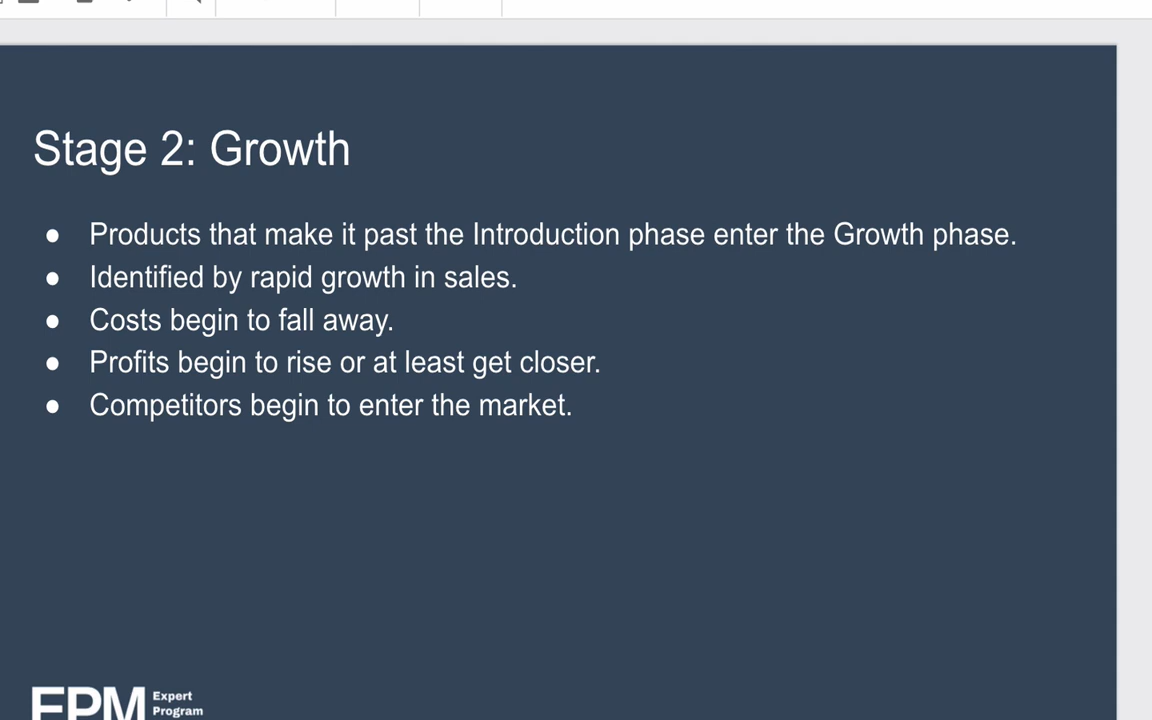 Stage 2: Growth
● Products that make it past the Introduction phase enter the Growth phase.
● Identified by rapid growth in sales.
● Costs begin to fall away.
● Profits begin to rise or at least get closer.
● Competitors begin to enter the market.
EPM Expert
Program